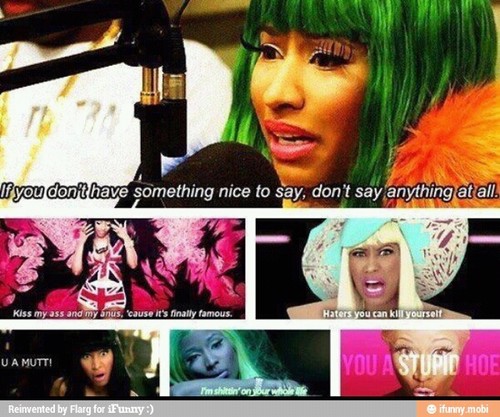 If you don't have something nice to say, don't say anything at all.
Kiss my ass and my anus, 'cause it's finally famous.
Haters you can kill yourself
U A MUTT!
I'm shittin' on your whole life
YOU A STUPID HOE
Reinvented by Flarg for iFunny :)
ifunny.mobi